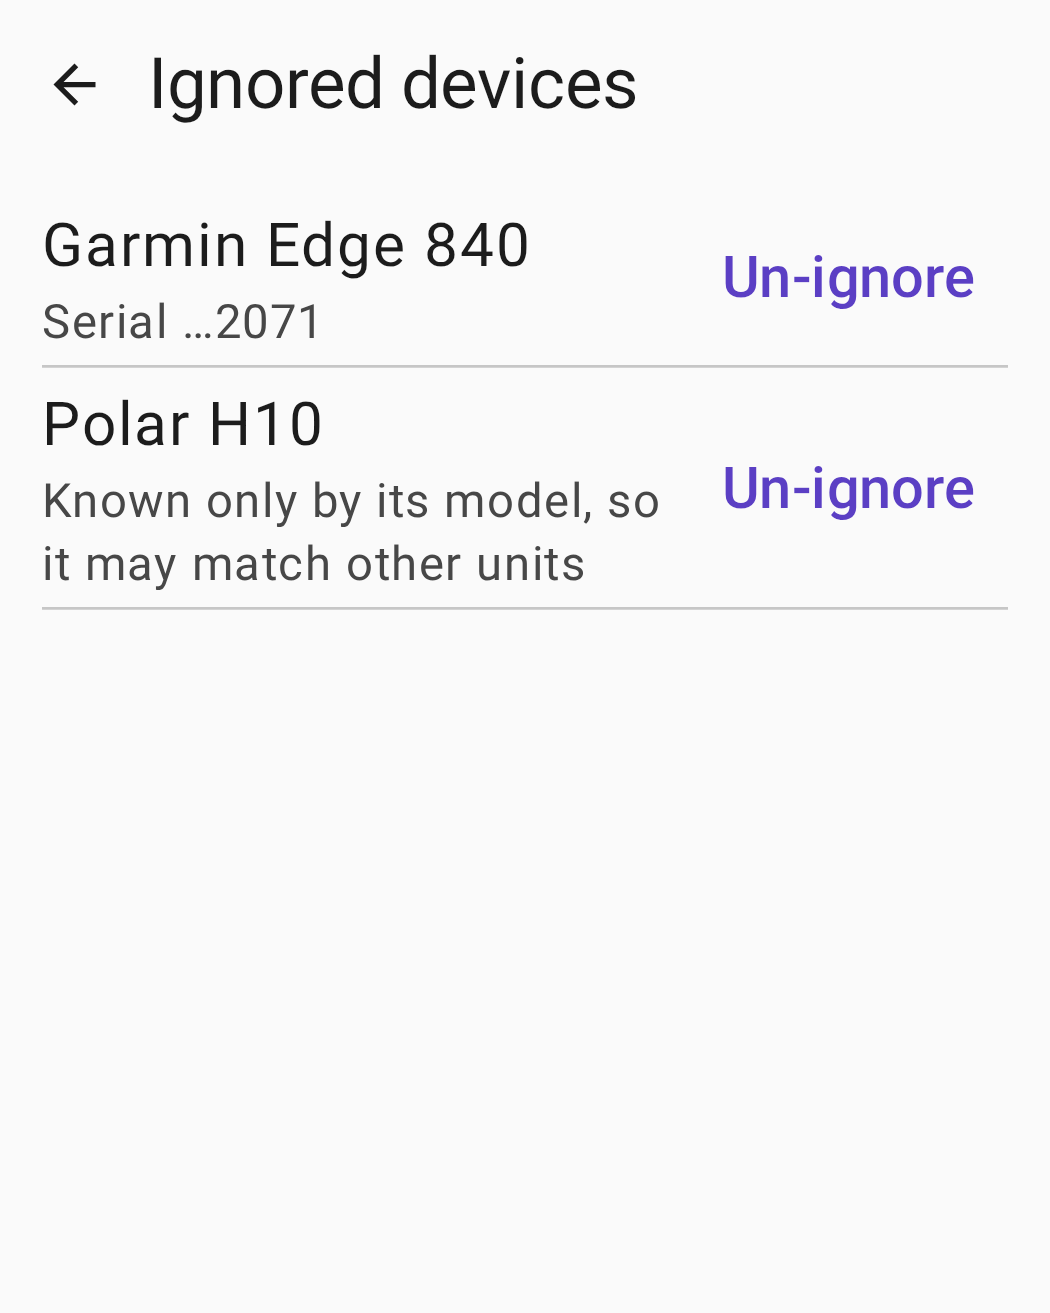 Ignored devices
Garmin Edge 840
Serial …2071
Un-ignore
Polar H10
Known only by its model, so
it may match other units
Un-ignore